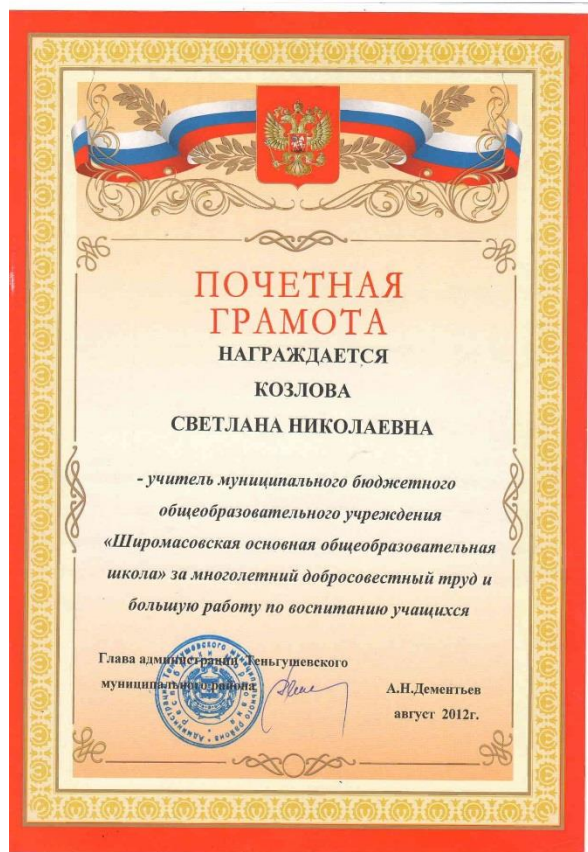 ПОЧЕТНАЯ
ГРАМОТА
НАГРАЖДАЕТСЯ
КОЗЛОВА
СВЕТЛАНА НИКОЛАЕВНА
- учитель муниципального бюджетного
общеобразовательного учреждения
«Широмасовская основная общеобразовательная
школа» за многолетний добросовестный труд и
большую работу по воспитанию учащихся
Глава администрации Теньгушевского
муниципального района
А.Н.Дементьев
август 2012г.